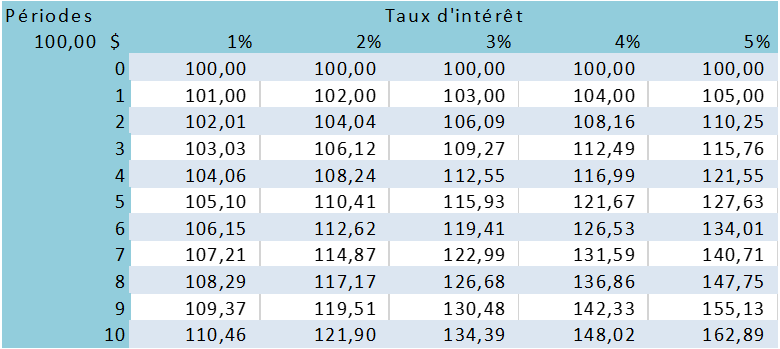 Périodes Taux d'intérêt
100,00 $ 1% 2% 3% 4% 5%
0 100,00 100,00 100,00 100,00 100,00
1 101,00 102,00 103,00 104,00 105,00
2 102,01 104,04 106,09 108,16 110,25
3 103,03 106,12 109,27 112,49 115,76
4 104,06 108,24 112,55 116,99 121,55
5 105,10 110,41 115,93 121,67 127,63
6 106,15 112,62 119,41 126,53 134,01
7 107,21 114,87 122,99 131,59 140,71
8 108,29 117,17 126,68 136,86 147,75
9 109,37 119,51 130,48 142,33 155,13
10 110,46 121,90 134,39 148,02 162,89